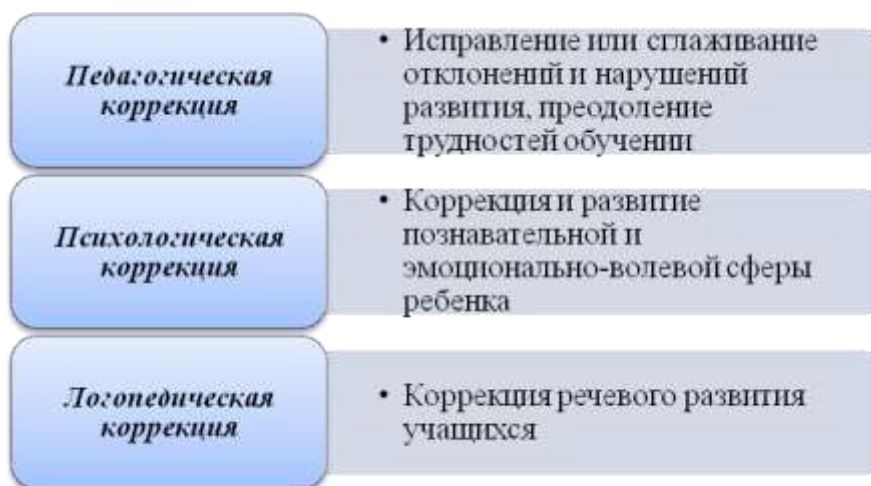 Педагогическая
коррекция
• Исправление или сглаживание
отклонений и нарушений
развития, преодоление
трудностей обучении
Психологическая
коррекция
• Коррекция и развитие
познавательной и
эмоционально-волевой сферы
ребенка
Логопедическая
коррекция
• Коррекция речевого развития
учащихся